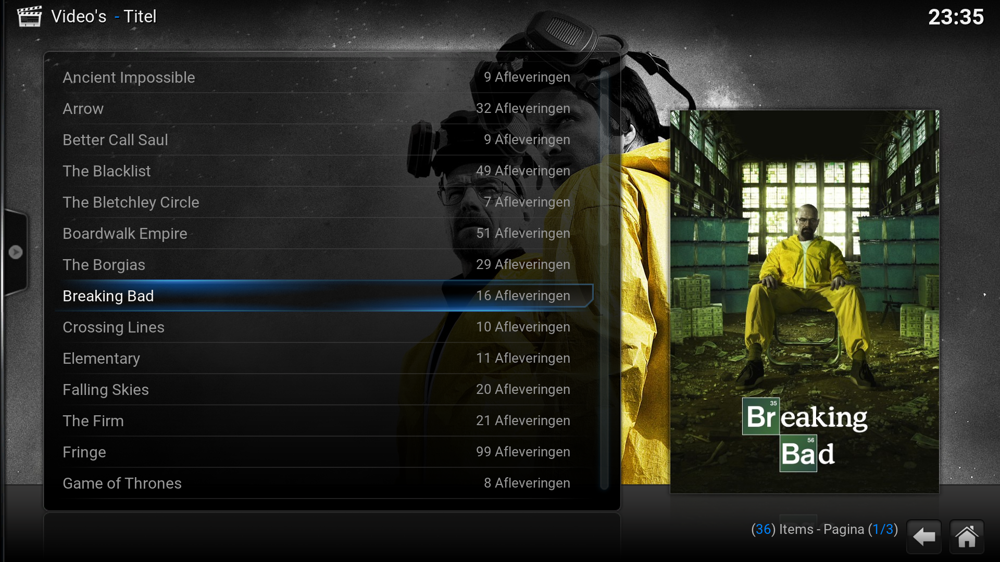 Video's - Titel
23:35
Ancient Impossible 9 Afleveringen
Arrow 32 Afleveringen
Better Call Saul 9 Afleveringen
The Blacklist 49 Afleveringen
The Bletchley Circle 7 Afleveringen
Boardwalk Empire 51 Afleveringen
The Borgias 29 Afleveringen
Breaking Bad 16 Afleveringen
Crossing Lines 10 Afleveringen
Elementary 11 Afleveringen
Falling Skies 20 Afleveringen
The Firm 21 Afleveringen
Fringe 99 Afleveringen
Game of Thrones 8 Afleveringen
35
Breaking
56
Bad
(36) Items - Pagina (1/3)